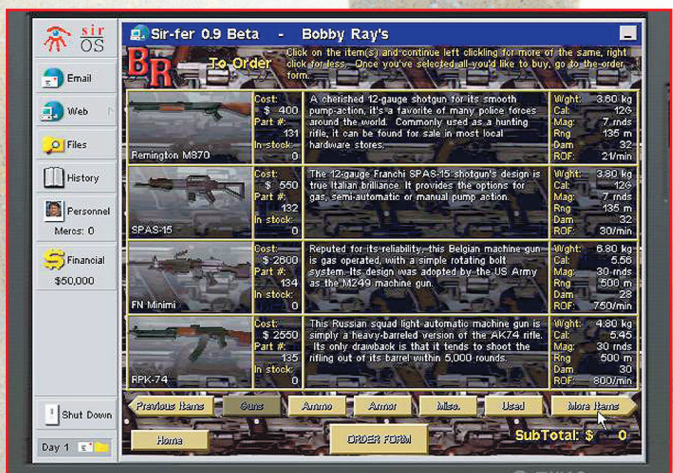 sir
OS
Email
Web
Files
History
Personnel
Mercs: 0
Financial
$50,000
Shut Down
Day 1
Sir-fer 0.9 Beta - Bobby Ray's
BR
To Order
Click on the item(s) and continue left clicking for more of the same, right
click for less. Once you've selected all you'd like to buy, go to the order
form.
Remington M870
Cost:
$ 400
Part #:
131
In stock:
0
A cherished 12-gauge shotgun for its smooth
pump-action, it's a favorite of many police forces
around the world. Commonly used as a hunting
rifle, it can be found for sale in most local
hardware stores.
Wght: 3.60 kg
Cal: 12G
Mag: 7 rnds
Rng 135 m
Dam 32
ROF: 21/min
SPAS-15
Cost:
$ 550
Part #:
132
In stock:
0
The 12-gauge Franchi SPAS-15 shotgun's design is
true Italian brilliance. It provides the options for
gas, semi-automatic or manual pump action.
Wght: 3.80 kg
Cal: 12G
Mag: 7 rnds
Rng 135 m
Dam 32
ROF: 30/min
FN Minimi
Cost:
$ 2600
Part #:
134
In stock:
0
Reputed for its reliability, this Belgian machine gun
is gas operated, with a simple rotating bolt
system. Its design was adopted by the US Army
as the M249 machine gun.
Wght: 6.80 kg
Cal: 5.56
Mag: 30 rnds
Rng 500 m
Dam 28
ROF: 750/min
RPK-74
Cost:
$ 2550
Part #:
135
In stock:
0
This Russian squad light automatic machine gun is
simply a heavy-barreled version of the AK74 rifle.
Its only drawback is that it tends to shoot the
rifling out of its barrel within 5,000 rounds.
Wght: 4.80 kg
Cal: 5.45
Mag: 30 rnds
Rng 500 m
Dam 30
ROF: 800/min
Previous Items
Guns
Ammo
Armor
Misc.
Used
More Items
Home
ORDER FORM
SubTotal: $ 0